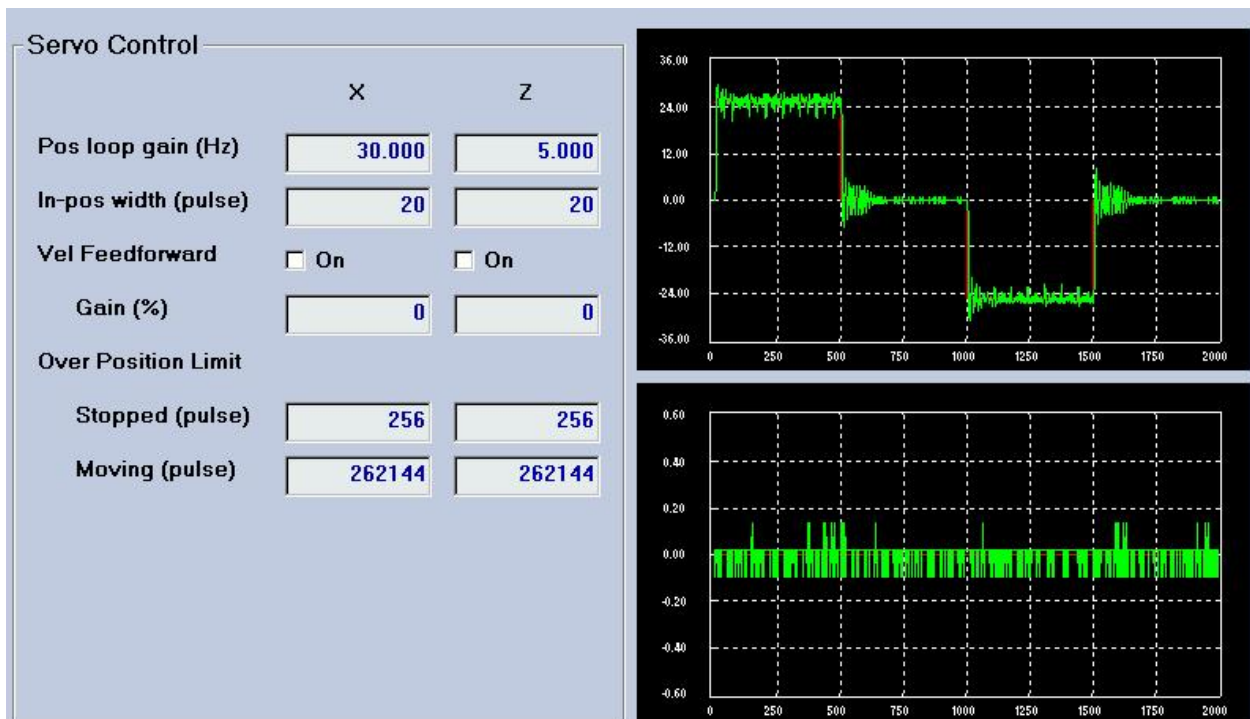 Servo Control
X Z
Pos loop gain (Hz) 30.000 5.000
In-pos width (pulse) 20 20
Vel Feedforward On On
Gain (%) 0 0
Over Position Limit
Stopped (pulse) 256 256
Moving (pulse) 262144 262144
36.00
24.00
12.00
0.00
-12.00
-24.00
-36.00
0 250 500 750 1000 1250 1500 1750 2000
0.60
0.40
0.20
0.00
-0.20
-0.40
-0.60
0 250 500 750 1000 1250 1500 1750 2000